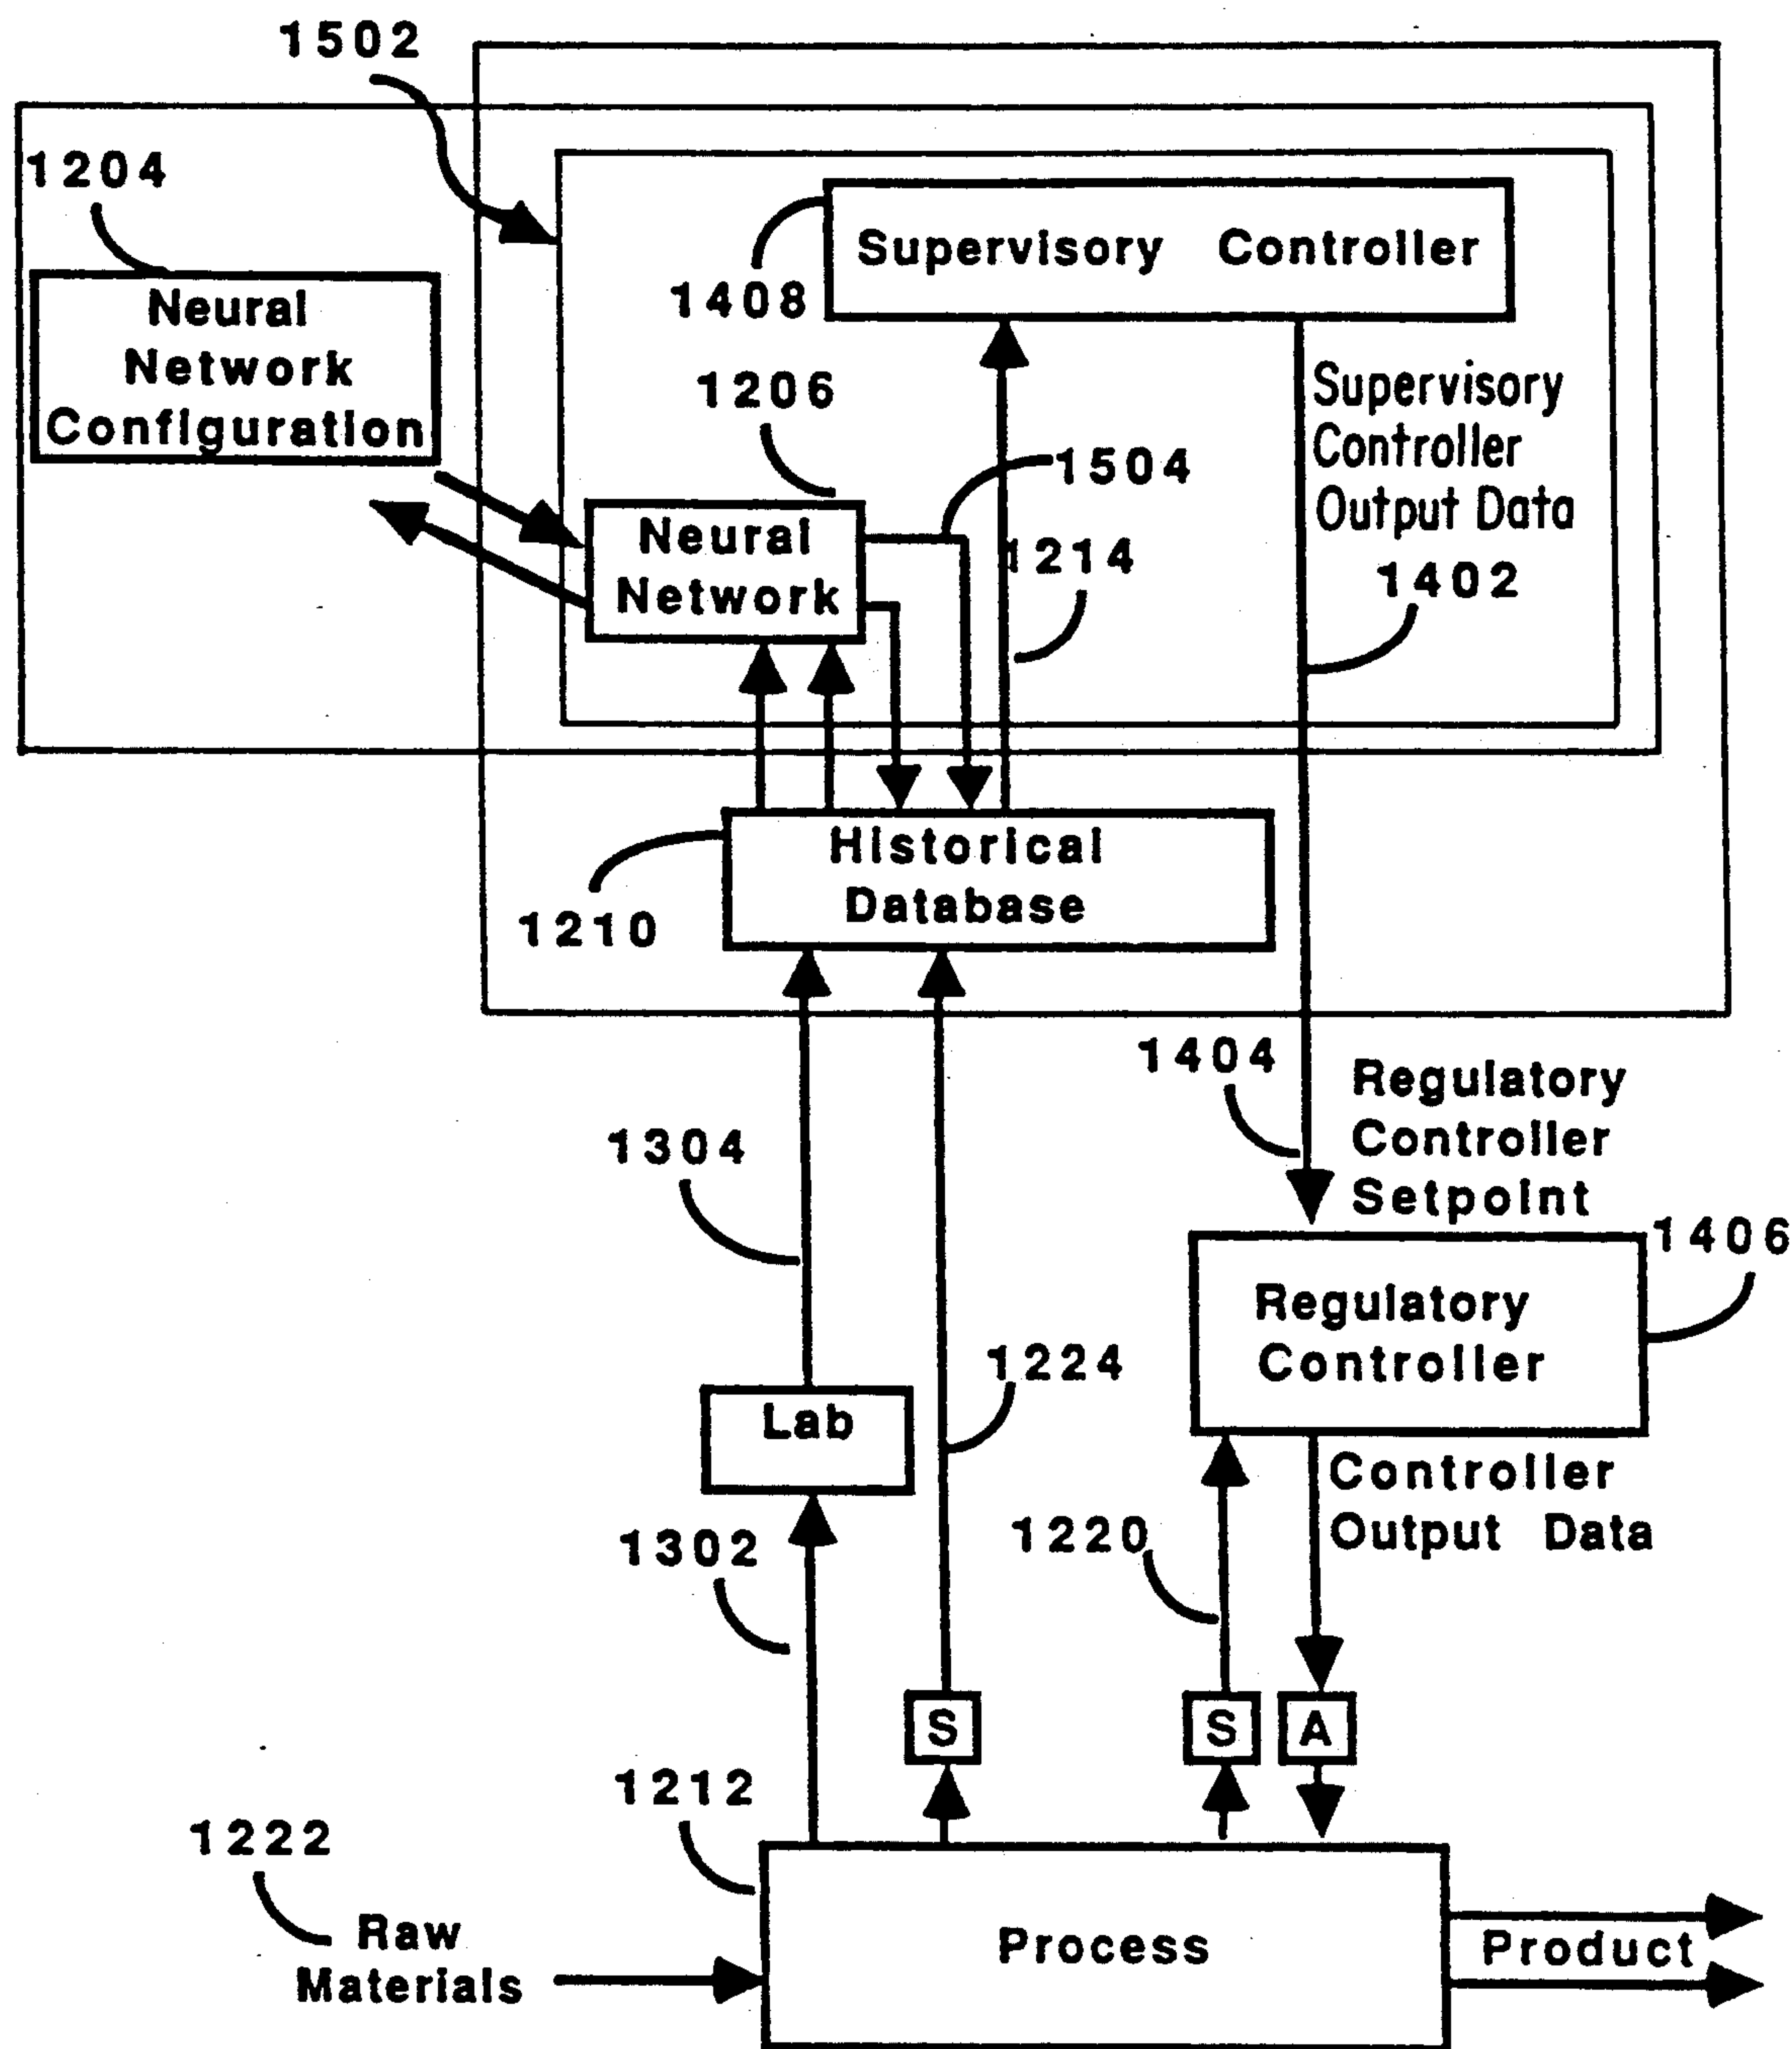 1502
1204
Neural
Network
Configuration
Supervisory Controller
1408
1206
Supervisory
Controller
Output Data
1504
Neural
Network
1214
1402
Historical
Database
1210
1404
Regulatory
Controller
Setpoint
1304
1406
Regulatory
Controller
1224
Lab
Controller
Output Data
1302
1220
S
S
A
1212
1222
Raw
Materials
Process
Product